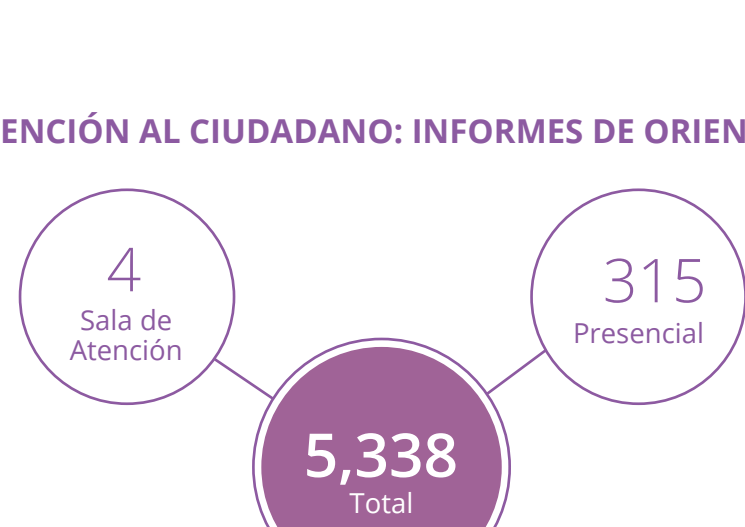 ENCIÓN AL CIUDADANO: INFORMES DE ORIEN
4
Sala de
Atención
315
Presencial
5,338
Total